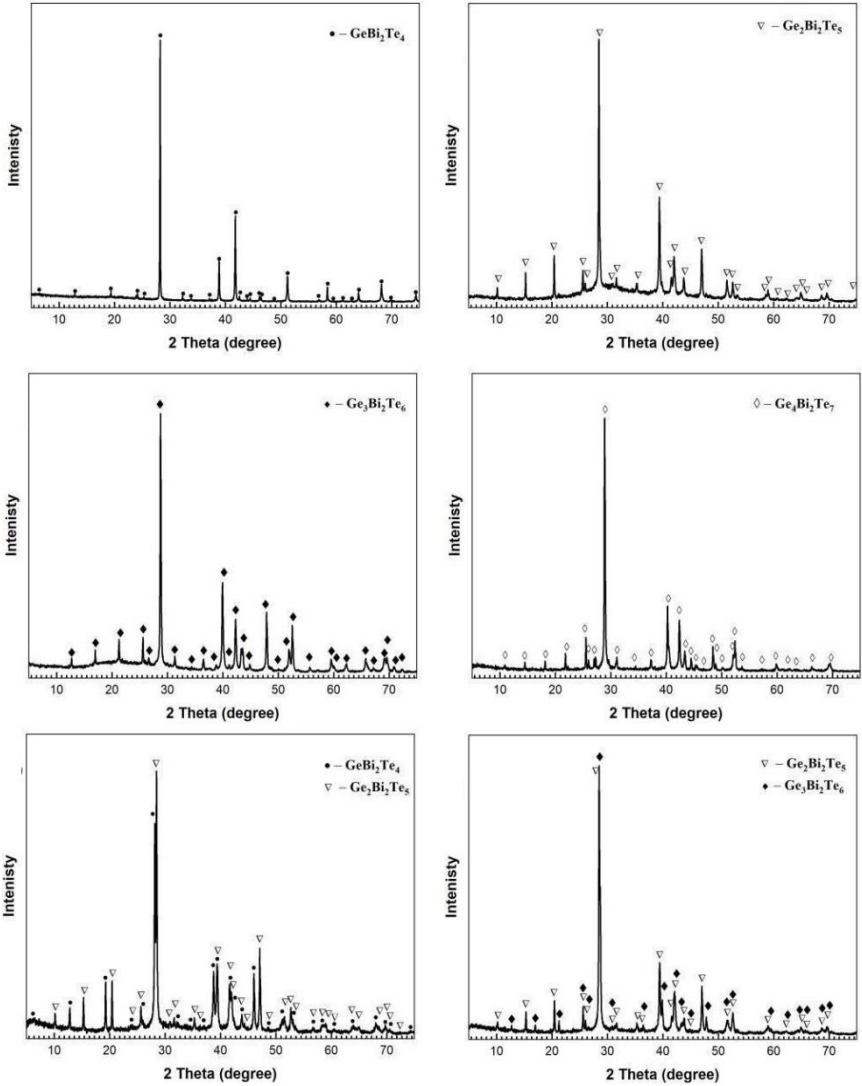 ● – GeBi₂Te₄
Intenisty
10 20 30 40 50 60 70
2 Theta (degree)
▽ – Ge₂Bi₂Te₅
Intenisty
10 20 30 40 50 60 70
2 Theta (degree)
♦ – Ge₃Bi₂Te₆
Intenisty
10 20 30 40 50 60 70
2 Theta (degree)
◊ – Ge₄Bi₂Te₇
Intenisty
10 20 30 40 50 60 70
2 Theta (degree)
● – GeBi₂Te₄
▽ – Ge₂Bi₂Te₅
Intenisty
10 20 30 40 50 60 70
2 Theta (degree)
▽ – Ge₂Bi₂Te₅
♦ – Ge₃Bi₂Te₆
Intenisty
10 20 30 40 50 60 70
2 Theta (degree)